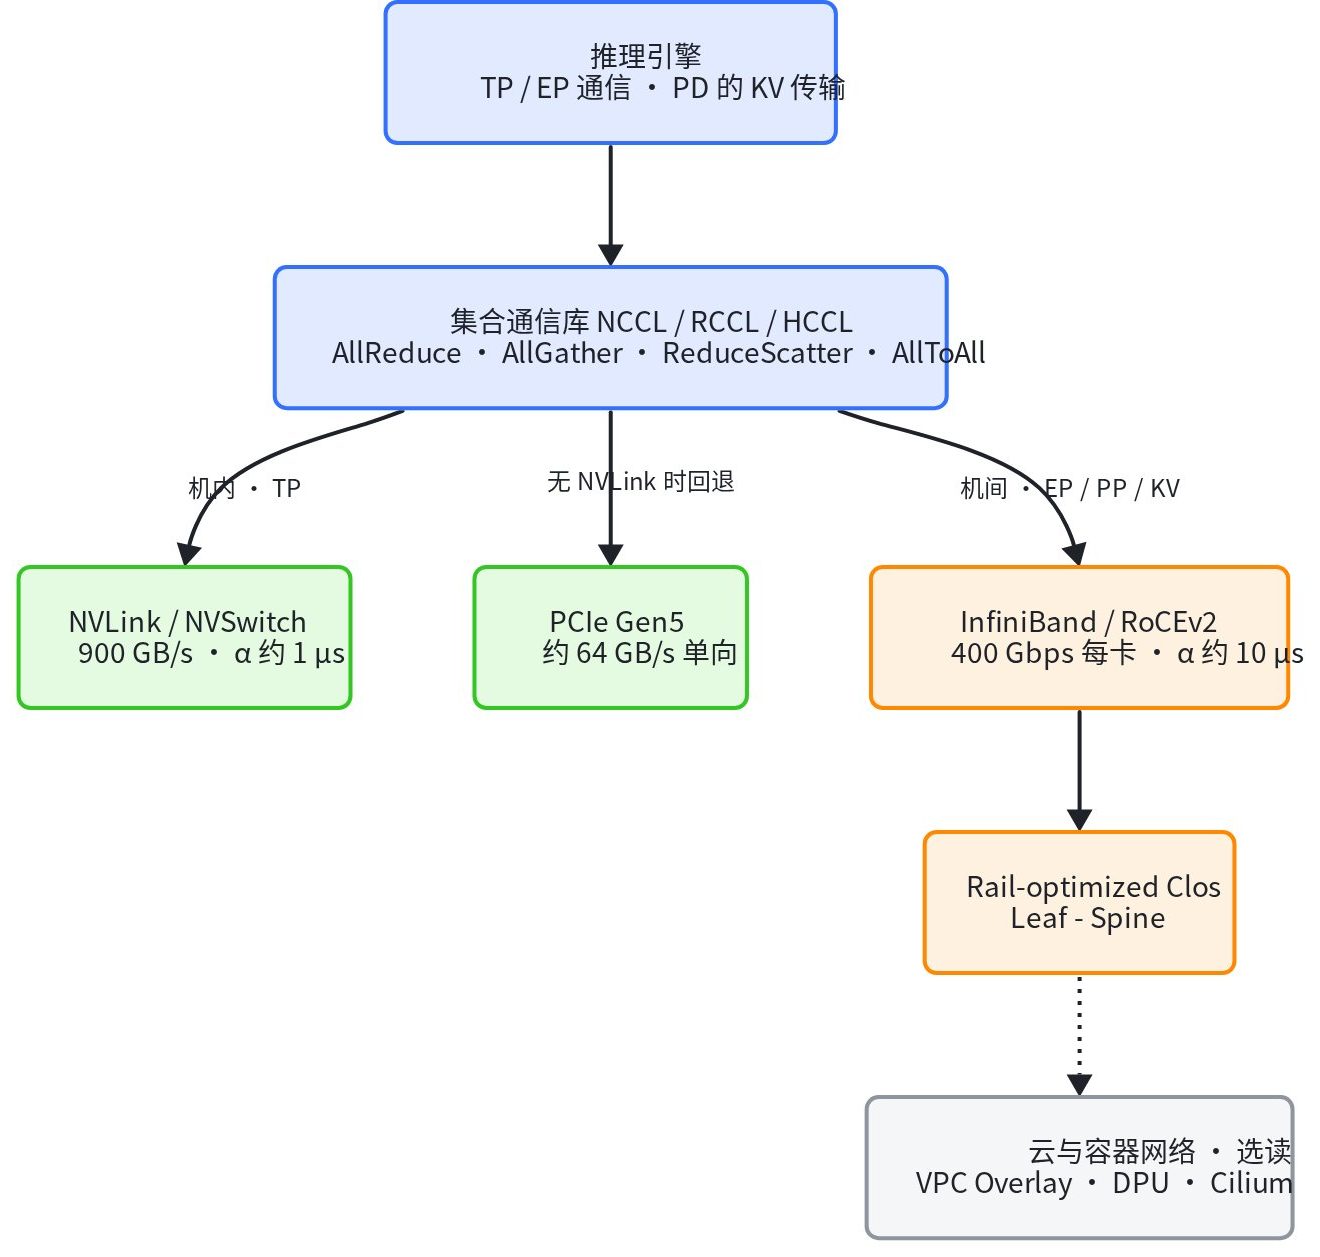 推理引擎
TP / EP 通信 · PD 的 KV 传输
集合通信库 NCCL / RCCL / HCCL
AllReduce · AllGather · ReduceScatter · AllToAll
机内 · TP
无 NVLink 时回退
机间 · EP / PP / KV
NVLink / NVSwitch
900 GB/s · α 约 1 μs
PCIe Gen5
约 64 GB/s 单向
InfiniBand / RoCEv2
400 Gbps 每卡 · α 约 10 μs
Rail-optimized Clos
Leaf - Spine
云与容器网络 · 选读
VPC Overlay · DPU · Cilium